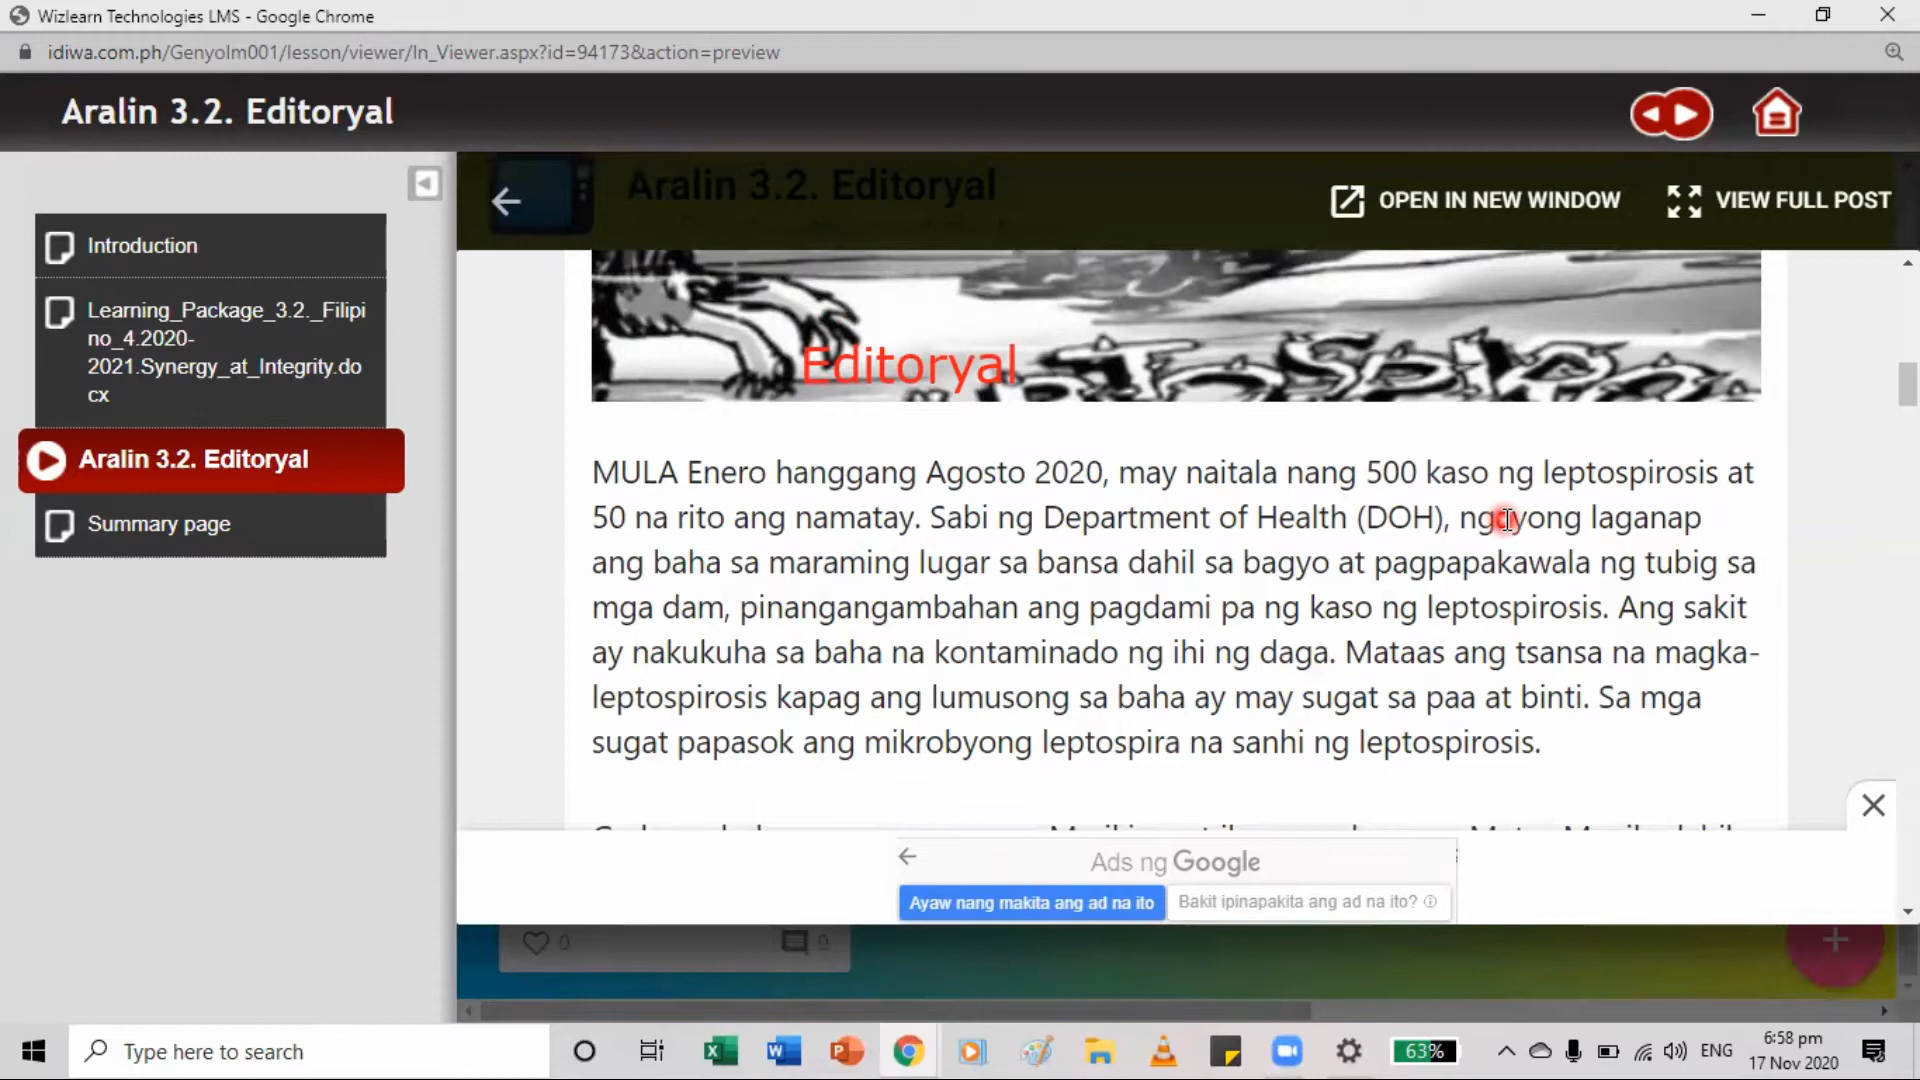 Wizlearn Technologies LMS - Google Chrome
idiwa.com.ph/Genyolm001/lesson/viewer/ln_Viewer.aspx?id=94173&action=preview
Aralin 3.2. Editoryal
Introduction
Learning_Package_3.2._Filipi
no_4.2020-
2021.Synergy_at_Integrity.do
cx
Aralin 3.2. Editoryal
Summary page
Aralin 3.2. Editoryal
OPEN IN NEW WINDOW
VIEW FULL POST
Editoryal
MULA Enero hanggang Agosto 2020, may naitala nang 500 kaso ng leptospirosis at
50 na rito ang namatay. Sabi ng Department of Health (DOH), ngayong laganap
ang baha sa maraming lugar sa bansa dahil sa bagyo at pagpapakawala ng tubig sa
mga dam, pinangangambahan ang pagdami pa ng kaso ng leptospirosis. Ang sakit
ay nakukuha sa baha na kontaminado ng ihi ng daga. Mataas ang tsansa na magka-
leptospirosis kapag ang lumusong sa baha ay may sugat sa paa at binti. Sa mga
sugat papasok ang mikrobyong leptospira na sanhi ng leptospirosis.
Ads ng Google
Ayaw nang makita ang ad na ito
Bakit ipinapakita ang ad na ito?
0
0
Type here to search
63%
ENG
6:58 pm
17 Nov 2020